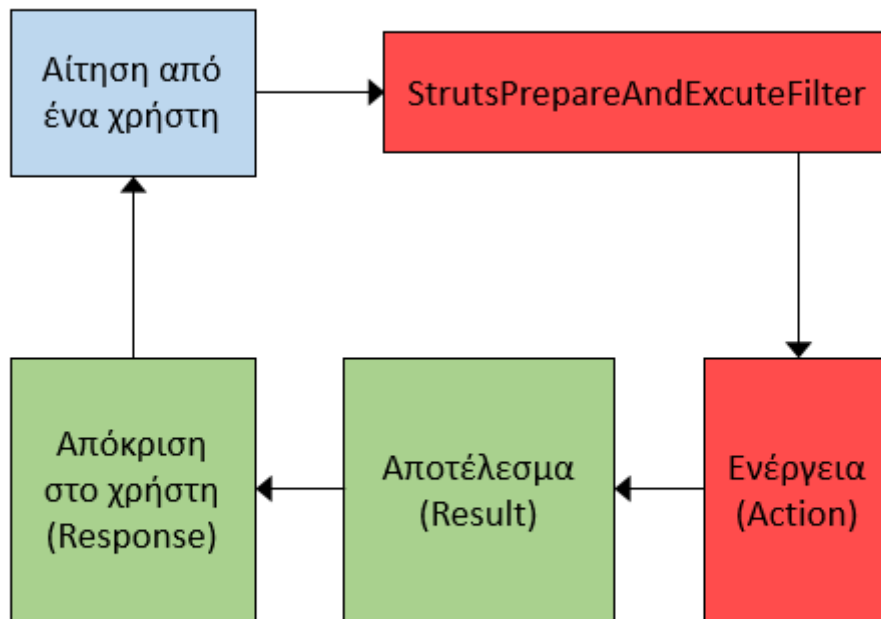 Αίτηση από
ένα χρήστη
StrutsPrepareAndExcuteFilter
Απόκριση
στο χρήστη
(Response)
Αποτέλεσμα
(Result)
Ενέργεια
(Action)